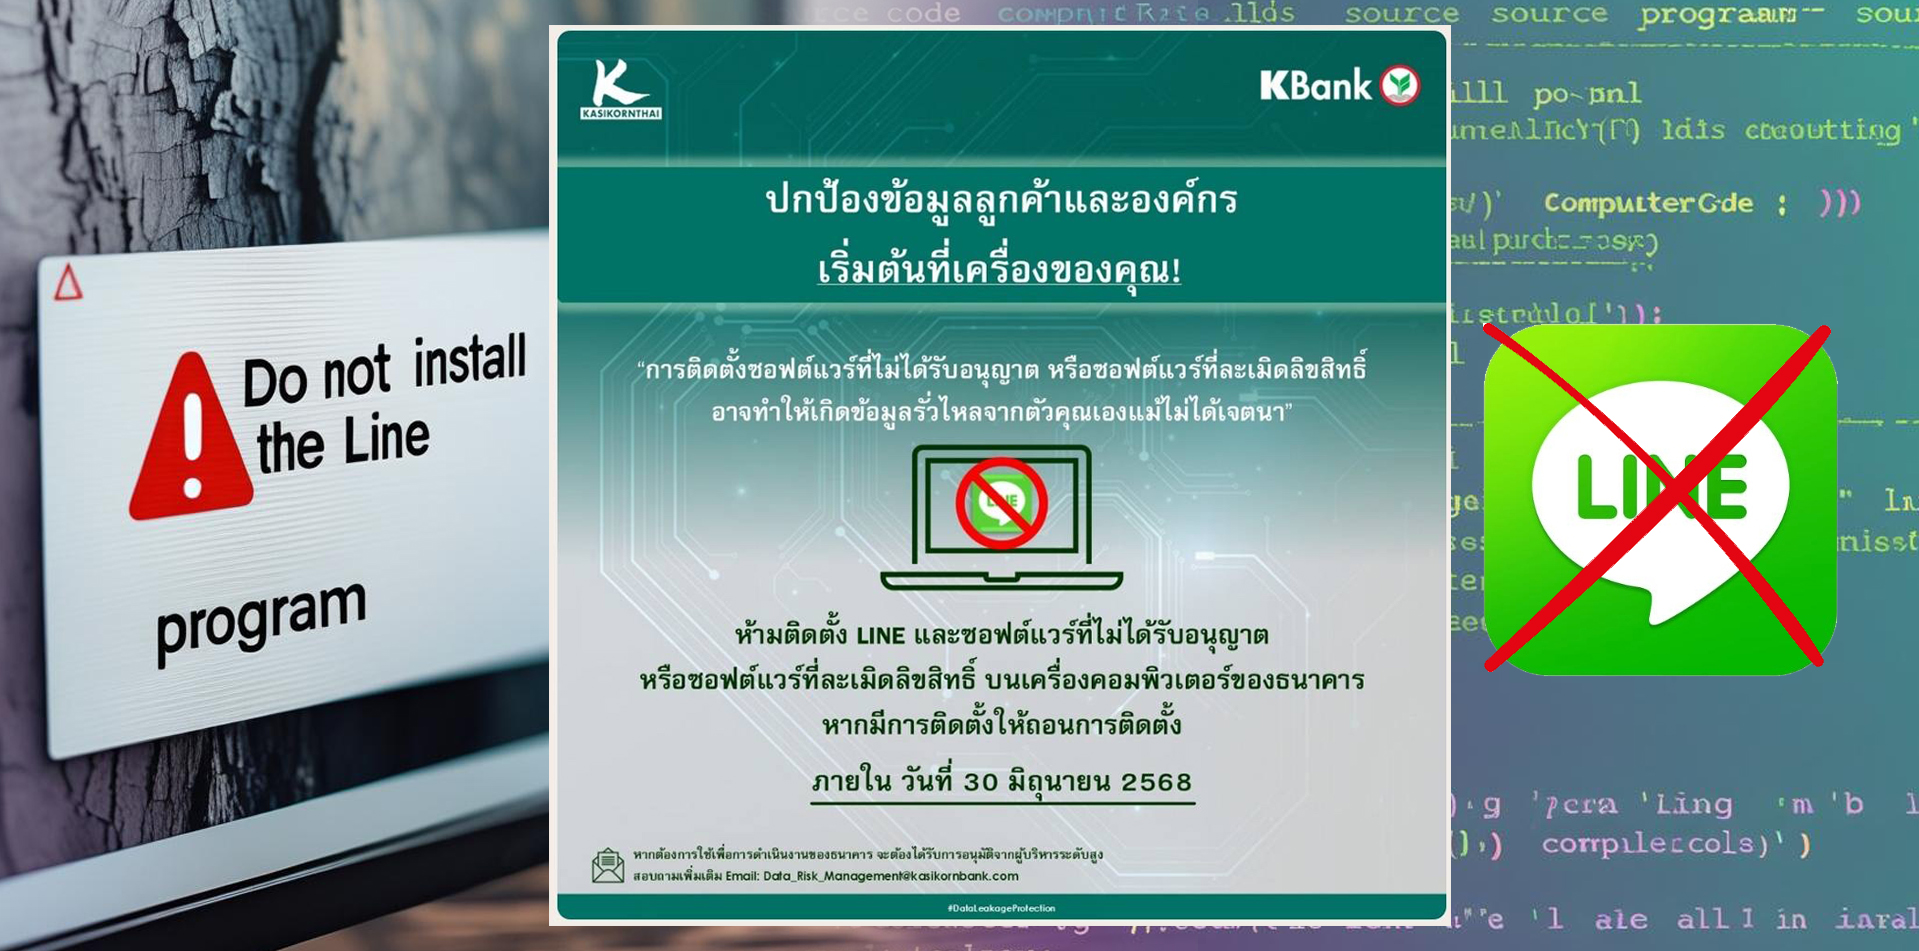 Do not install
the Line
program
KASIKORNTHAI
KBank
ปกป้องข้อมูลลูกค้าและองค์กร
เริ่มต้นที่เครื่องของคุณ!
“การติดตั้งซอฟต์แวร์ที่ไม่ได้รับอนุญาต หรือซอฟต์แวร์ที่ละเมิดลิขสิทธิ์
อาจทำให้เกิดข้อมูลรั่วไหลจากตัวคุณเองแม้ไม่ได้เจตนา”
LINE
ห้ามติดตั้ง LINE และซอฟต์แวร์ที่ไม่ได้รับอนุญาต
หรือซอฟต์แวร์ที่ละเมิดลิขสิทธิ์ บนเครื่องคอมพิวเตอร์ของธนาคาร
หากมีการติดตั้งให้ถอนการติดตั้ง
ภายใน วันที่ 30 มิถุนายน 2568
หากต้องการใช้เพื่อการดำเนินงานของธนาคาร จะต้องได้รับการอนุมัติจากผู้บริหารระดับสูง
สอบถามเพิ่มเติม Email: Data_Risk_Management@kasikornbank.com
#DataLeakageProtection
code source source
LINE
'l ale all I in